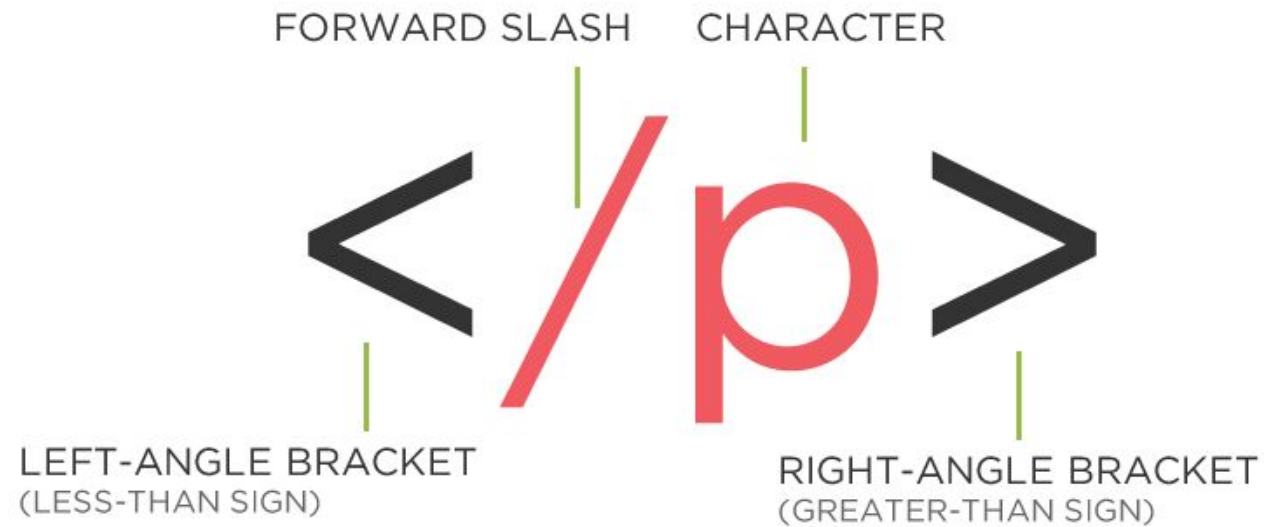 FORWARD SLASH
CHARACTER
</p>
LEFT-ANGLE BRACKET
(LESS-THAN SIGN)
RIGHT-ANGLE BRACKET
(GREATER-THAN SIGN)